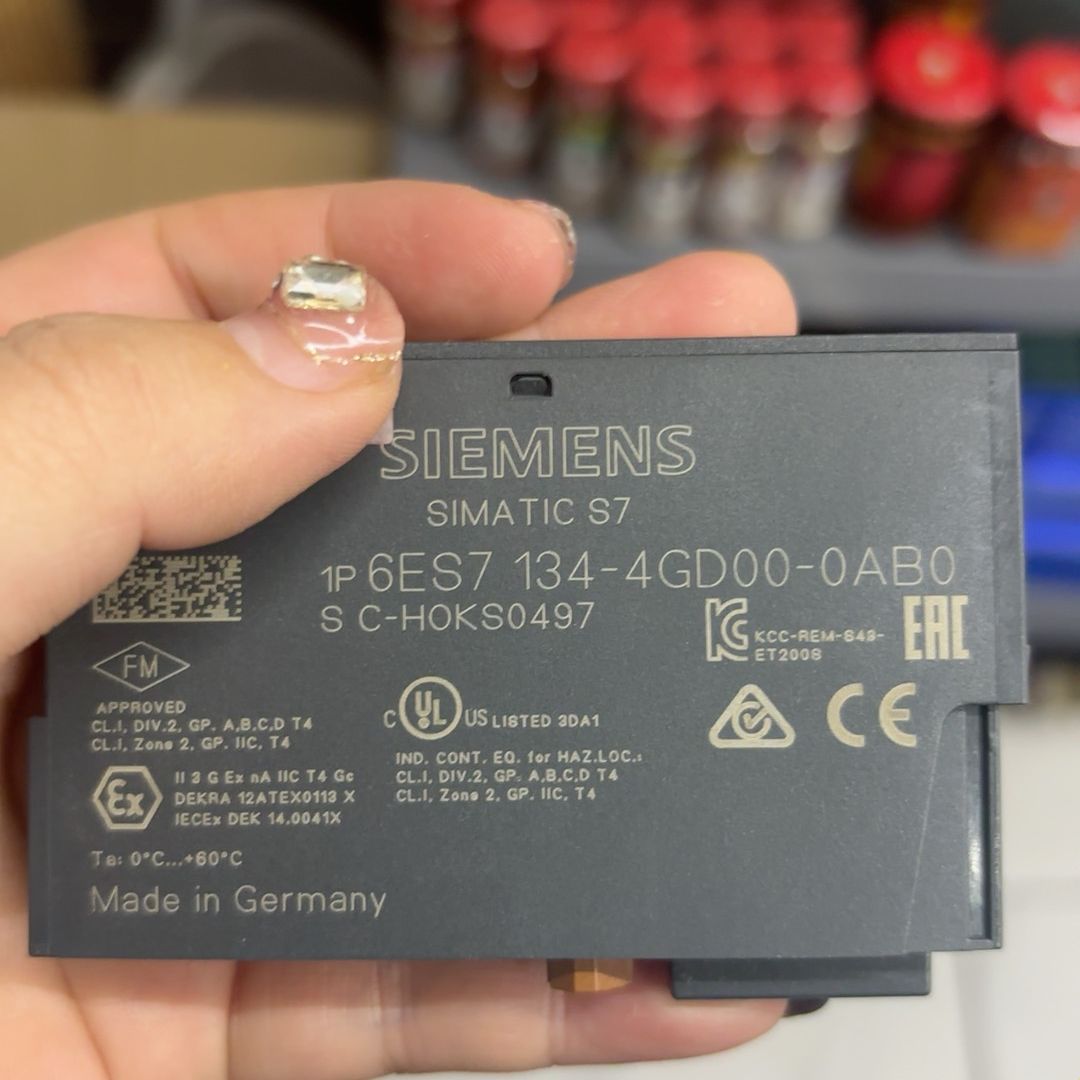 SIEMENS
SIMATIC S7
1P 6ES7 134-4GD00-0AB0
S C-H0KS0497
KCC-REM-S49-
ET200S
EAC
FM
APPROVED
CL.I, DIV.2, GP. A,B,C,D T4
CL.I, Zone 2, GP. IIC, T4
C UL US LISTED 3DA1
IND. CONT. EQ. for HAZ.LOC.:
CL.I, DIV.2, GP. A,B,C,D T4
CL.I, Zone 2, GP. IIC, T4
CE
Ex
II 3 G Ex nA IIC T4 Gc
DEKRA 12ATEX0113 X
IECEx DEK 14.0041X
Ta: 0°C...+60°C
Made in Germany